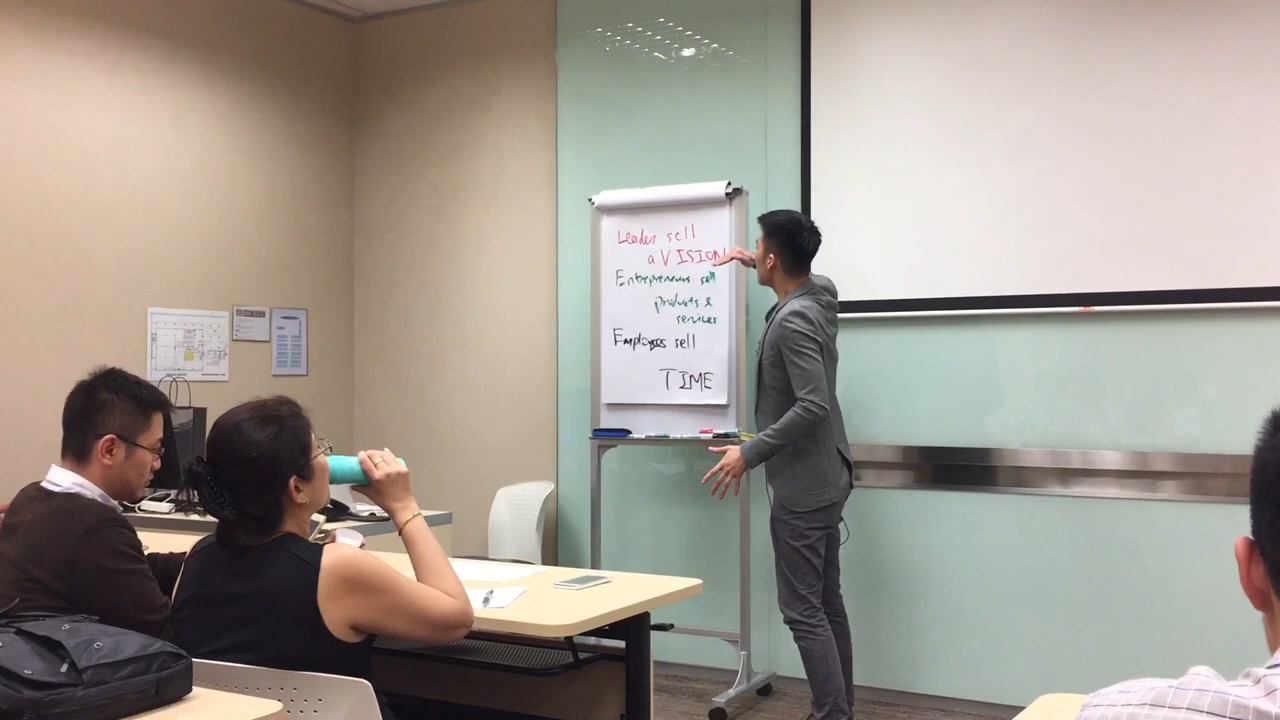 Leaders sell
a VISION
Entrepreneurs sell
products &
services
Employees sell
TIME